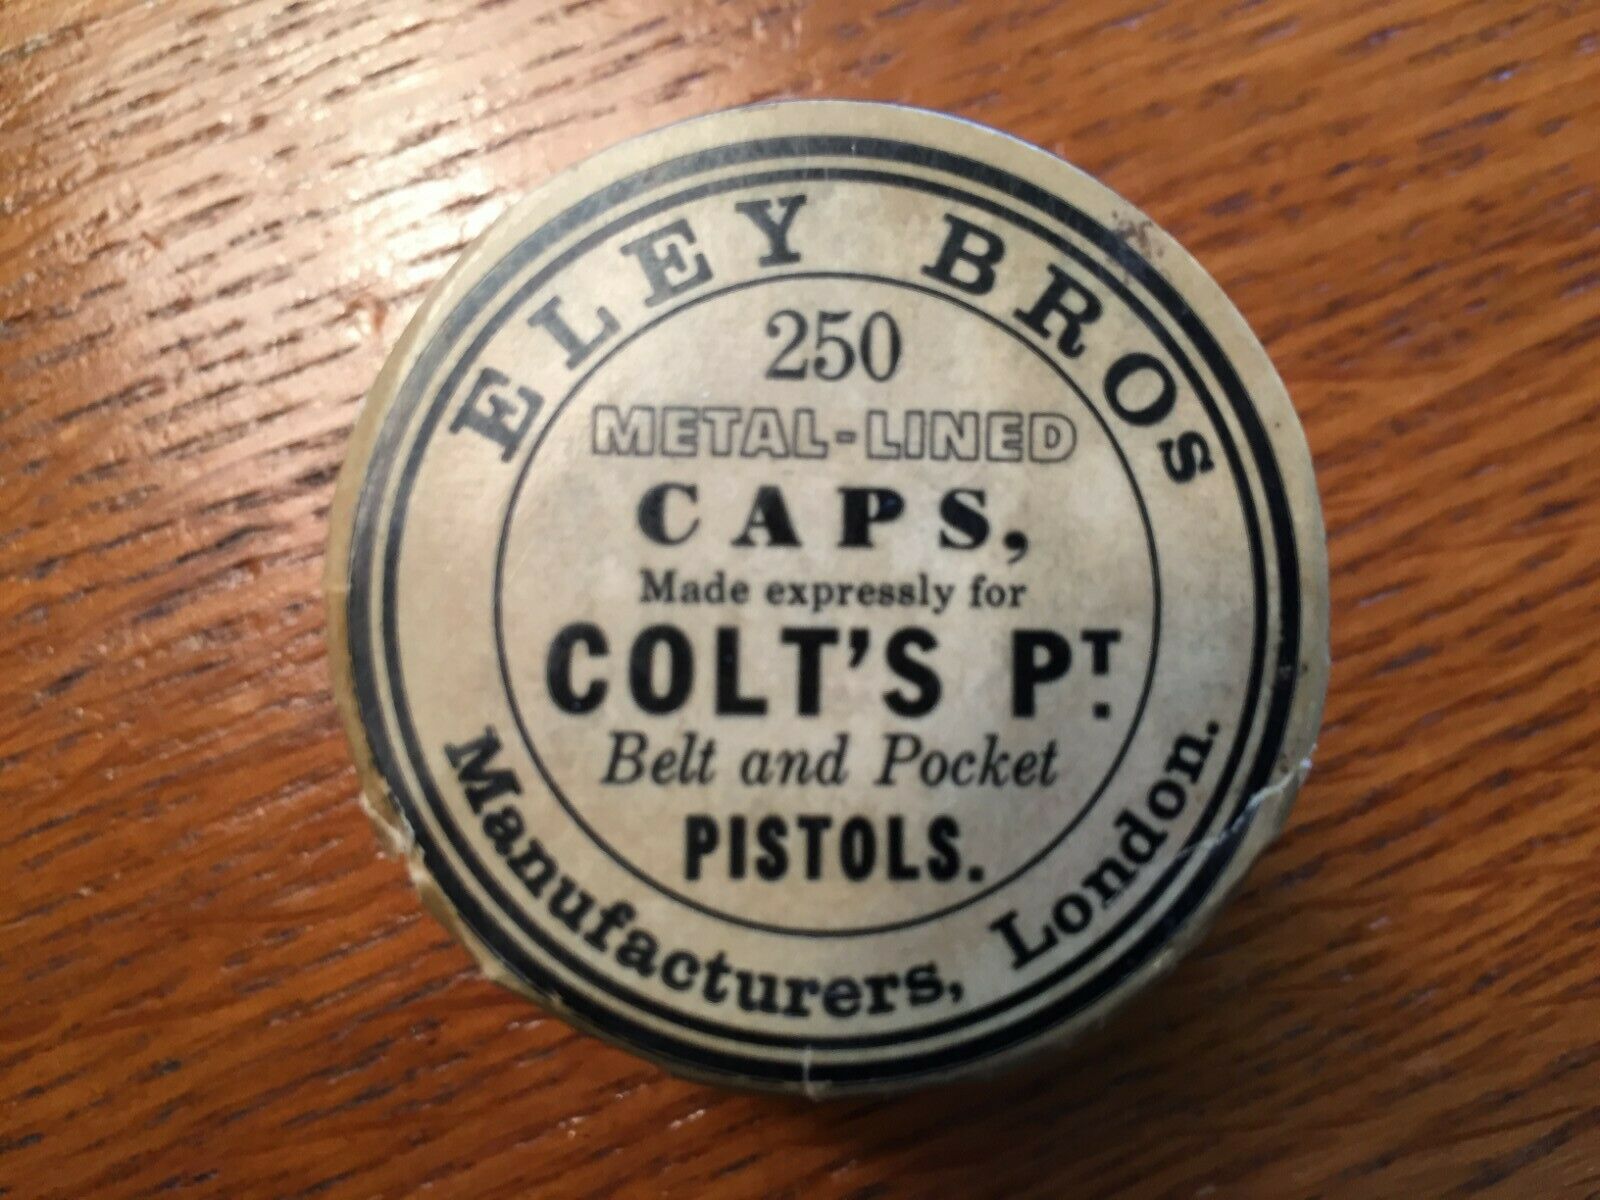 ELEY BROS
250
METAL-LINED
CAPS,
Made expressly for
COLT'S PT.
Belt and Pocket
PISTOLS.
Manufacturers, London.